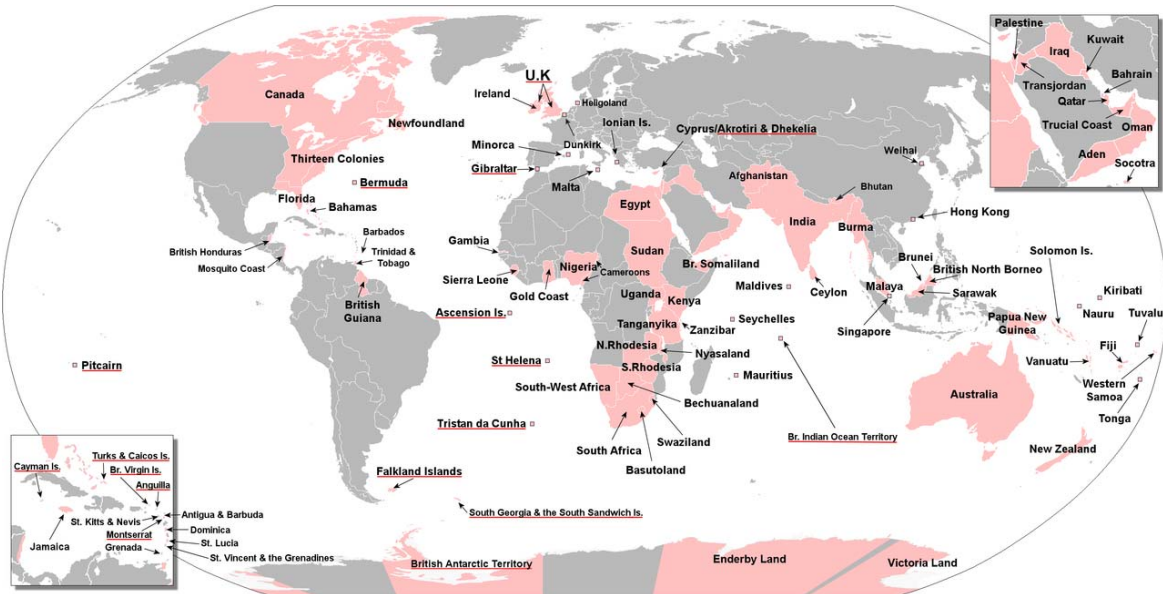 Canada
Newfoundland
Thirteen Colonies
Bermuda
Florida
Bahamas
British Honduras
Mosquito Coast
Barbados
Trinidad &
Tobago
British
Guiana
Pitcairn
U.K
Ireland
Heligoland
Dunkirk
Ionian Is.
Minorca
Gibraltar
Malta
Cyprus/Akrotiri & Dhekelia
Gambia
Sierra Leone
Gold Coast
Nigeria
Cameroons
Egypt
Sudan
Br. Somaliland
Uganda
Kenya
Tanganyika
Zanzibar
N.Rhodesia
Nyasaland
S.Rhodesia
South-West Africa
Bechuanaland
Swaziland
South Africa
Basutoland
Ascension Is.
St Helena
Tristan da Cunha
Falkland Islands
South Georgia & the South Sandwich Is.
British Antarctic Territory
Afghanistan
India
Bhutan
Burma
Weihai
Hong Kong
Maldives
Ceylon
Seychelles
Mauritius
Br. Indian Ocean Territory
Malaya
Singapore
Brunei
British North Borneo
Sarawak
Solomon Is.
Papua New
Guinea
Kiribati
Nauru
Tuvalu
Fiji
Vanuatu
Western
Samoa
Tonga
Australia
New Zealand
Enderby Land
Victoria Land
Palestine
Iraq
Kuwait
Transjordan
Bahrain
Qatar
Trucial Coast
Oman
Aden
Socotra
Cayman Is.
Turks & Caicos Is.
Br. Virgin Is.
Anguilla
St. Kitts & Nevis
Antigua & Barbuda
Montserrat
Dominica
Jamaica
Grenada
St. Lucia
St. Vincent & the Grenadines